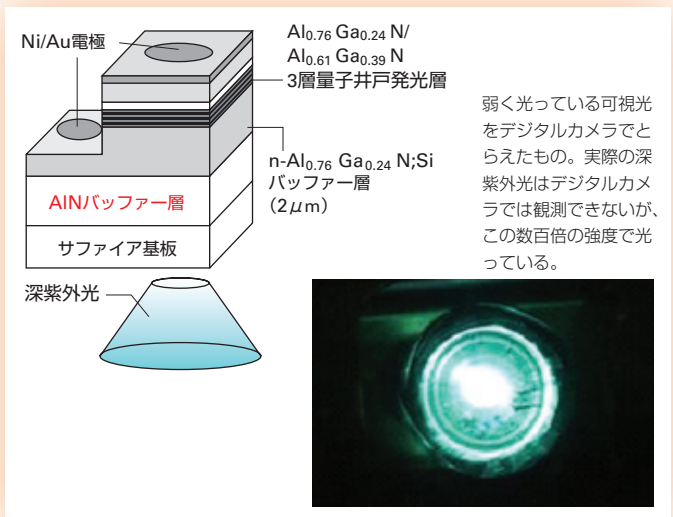 Ni/Au電極
Al0.76 Ga0.24 N/
Al0.61 Ga0.39 N
3層量子井戸発光層
n-Al0.76 Ga0.24 N;Si
バッファー層
（2μm）
AlNバッファー層
サファイア基板
深紫外光
弱く光っている可視光
をデジタルカメラでと
らえたもの。実際の深
紫外光はデジタルカメ
ラでは観測できないが、
この数百倍の強度で光
っている。